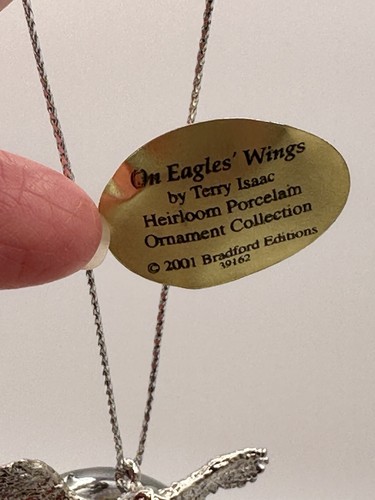 On Eagles' Wings
by Terry Isaac
Heirloom Porcelain
Ornament Collection
© 2001 Bradford Editions
39162